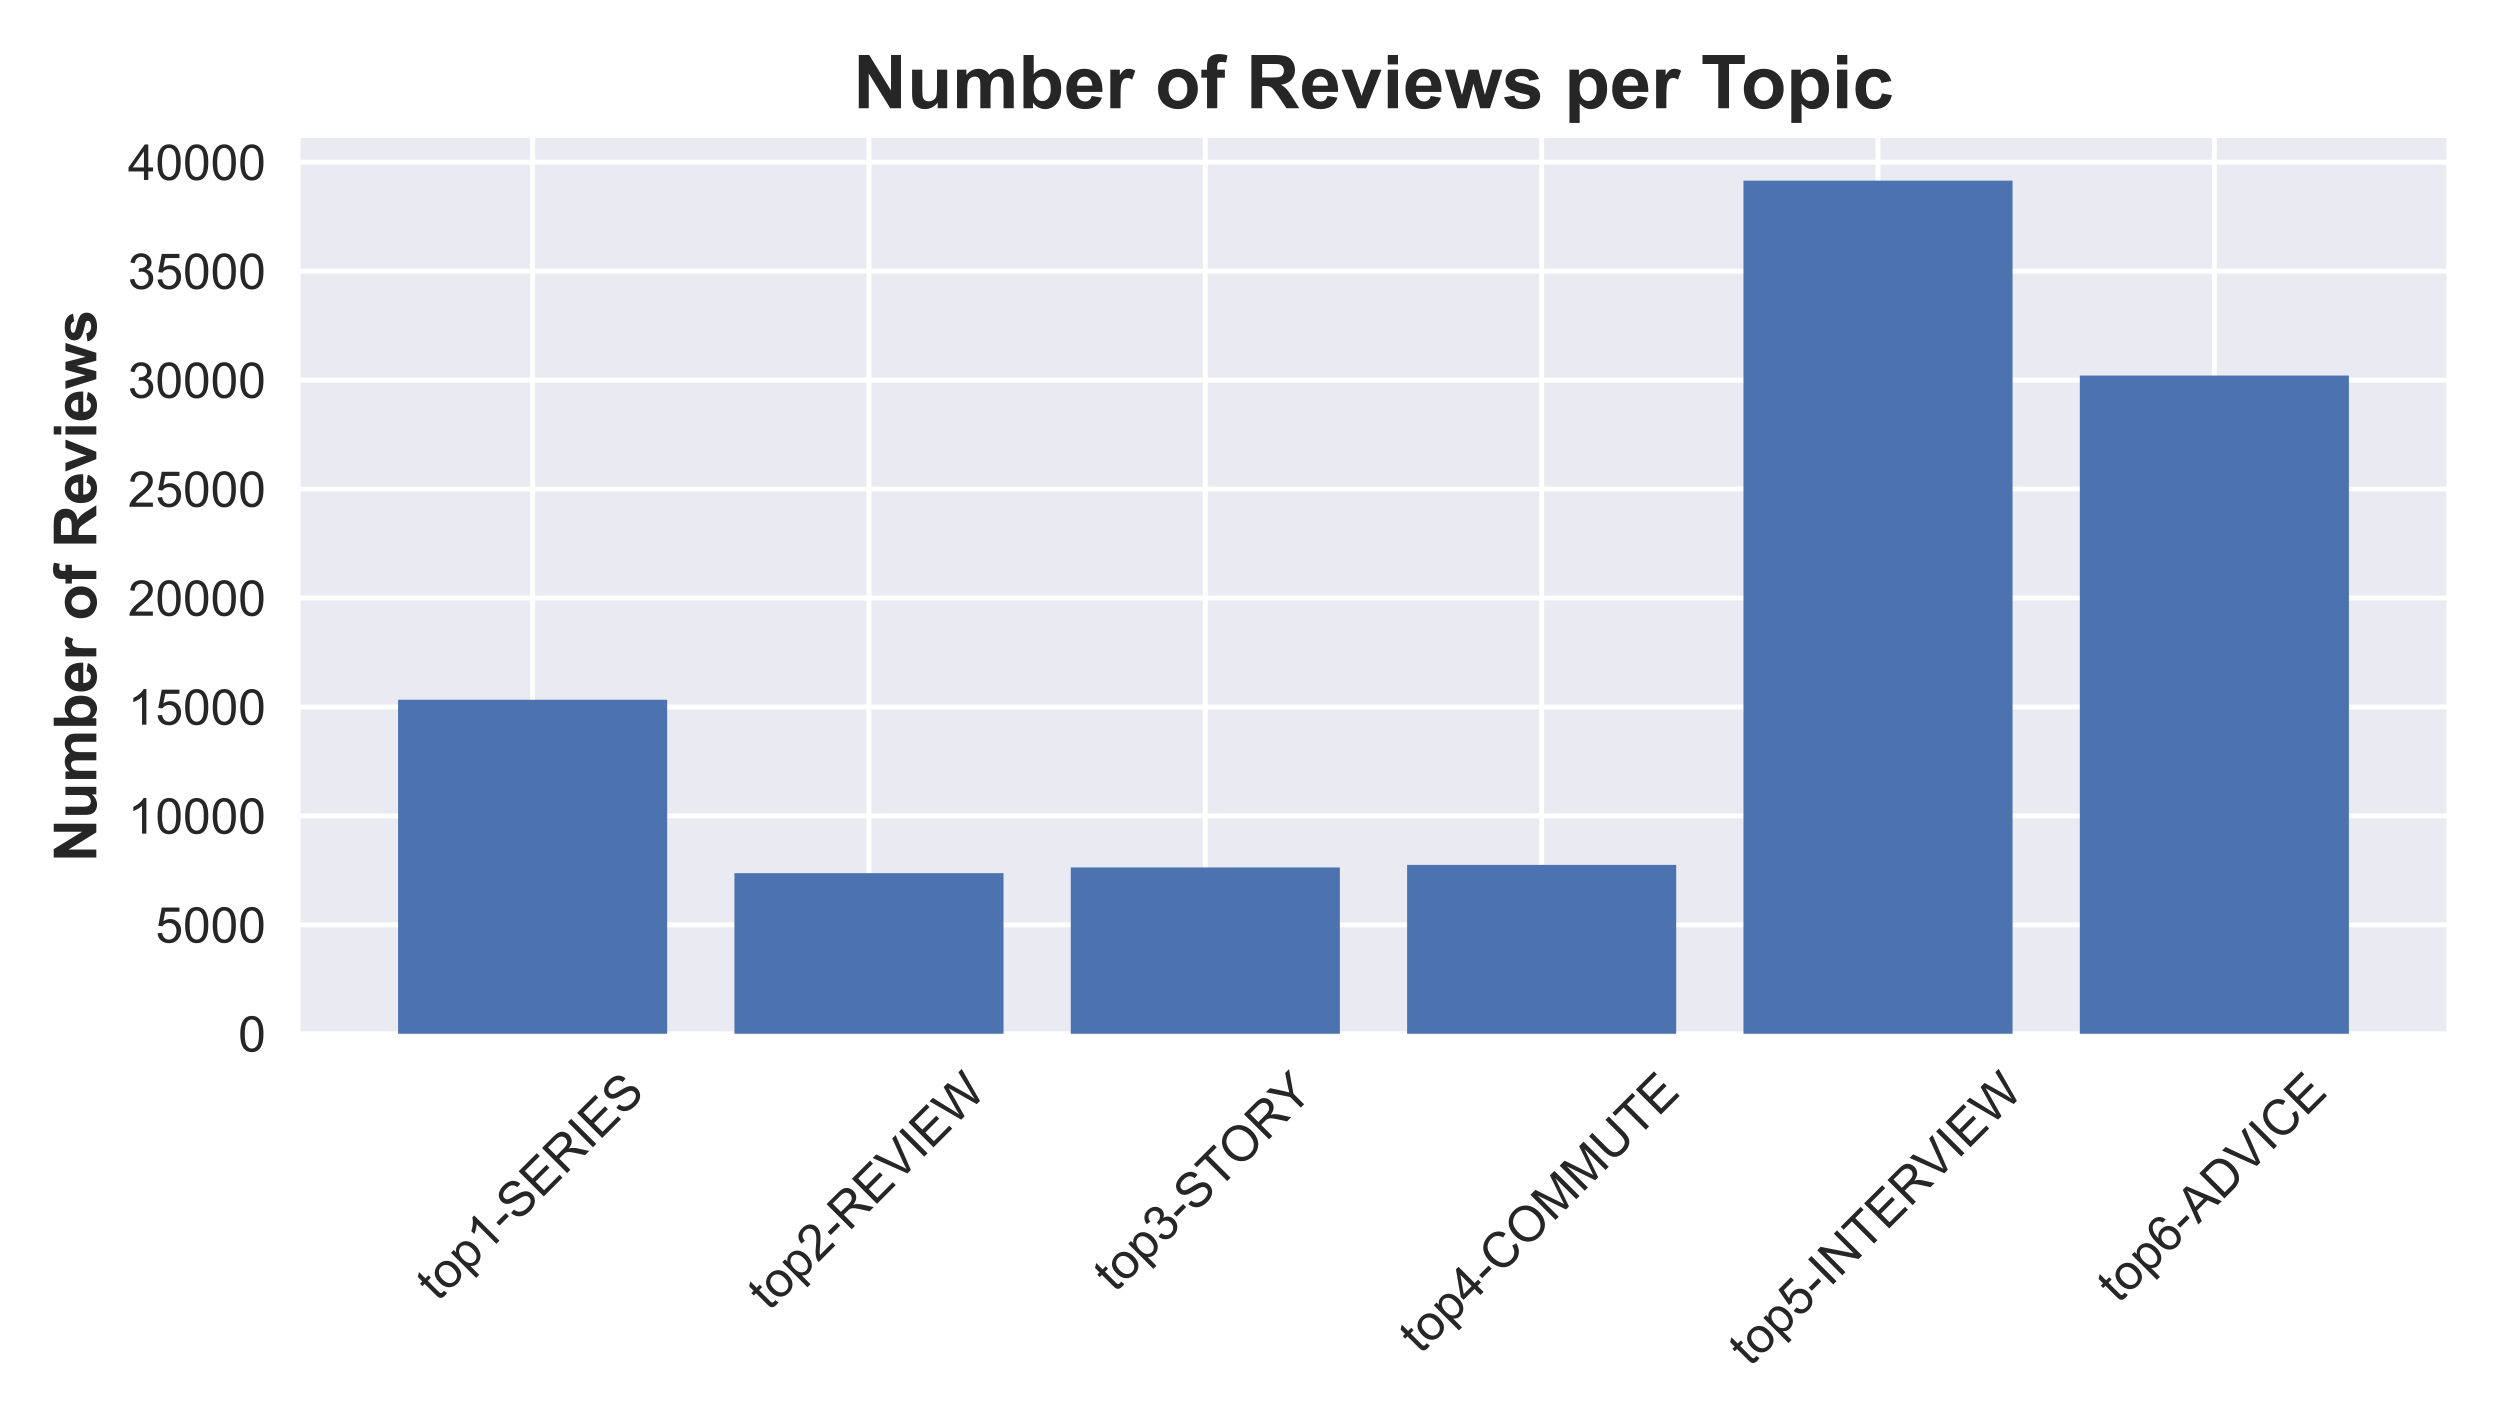 Number of Reviews per Topic
Number of Reviews
40000
35000
30000
25000
20000
15000
10000
5000
0
top1-SERIES
top2-REVIEW
top3-STORY
top4-COMMUTE
top5-INTERVIEW
top6-ADVICE